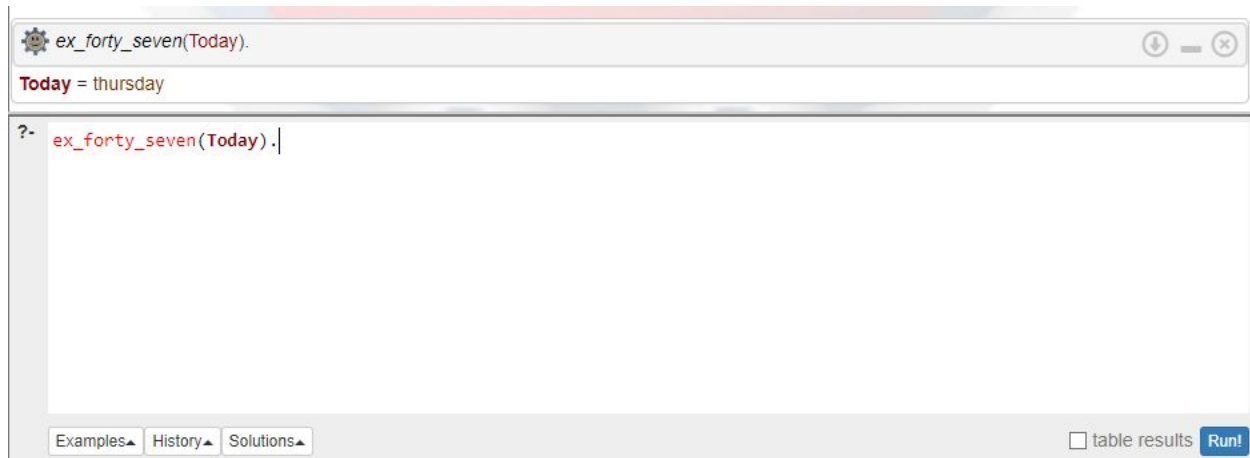 ex_forty_seven(Today).
Today = thursday
?- ex_forty_seven(Today).
Examples History Solutions table results Run!